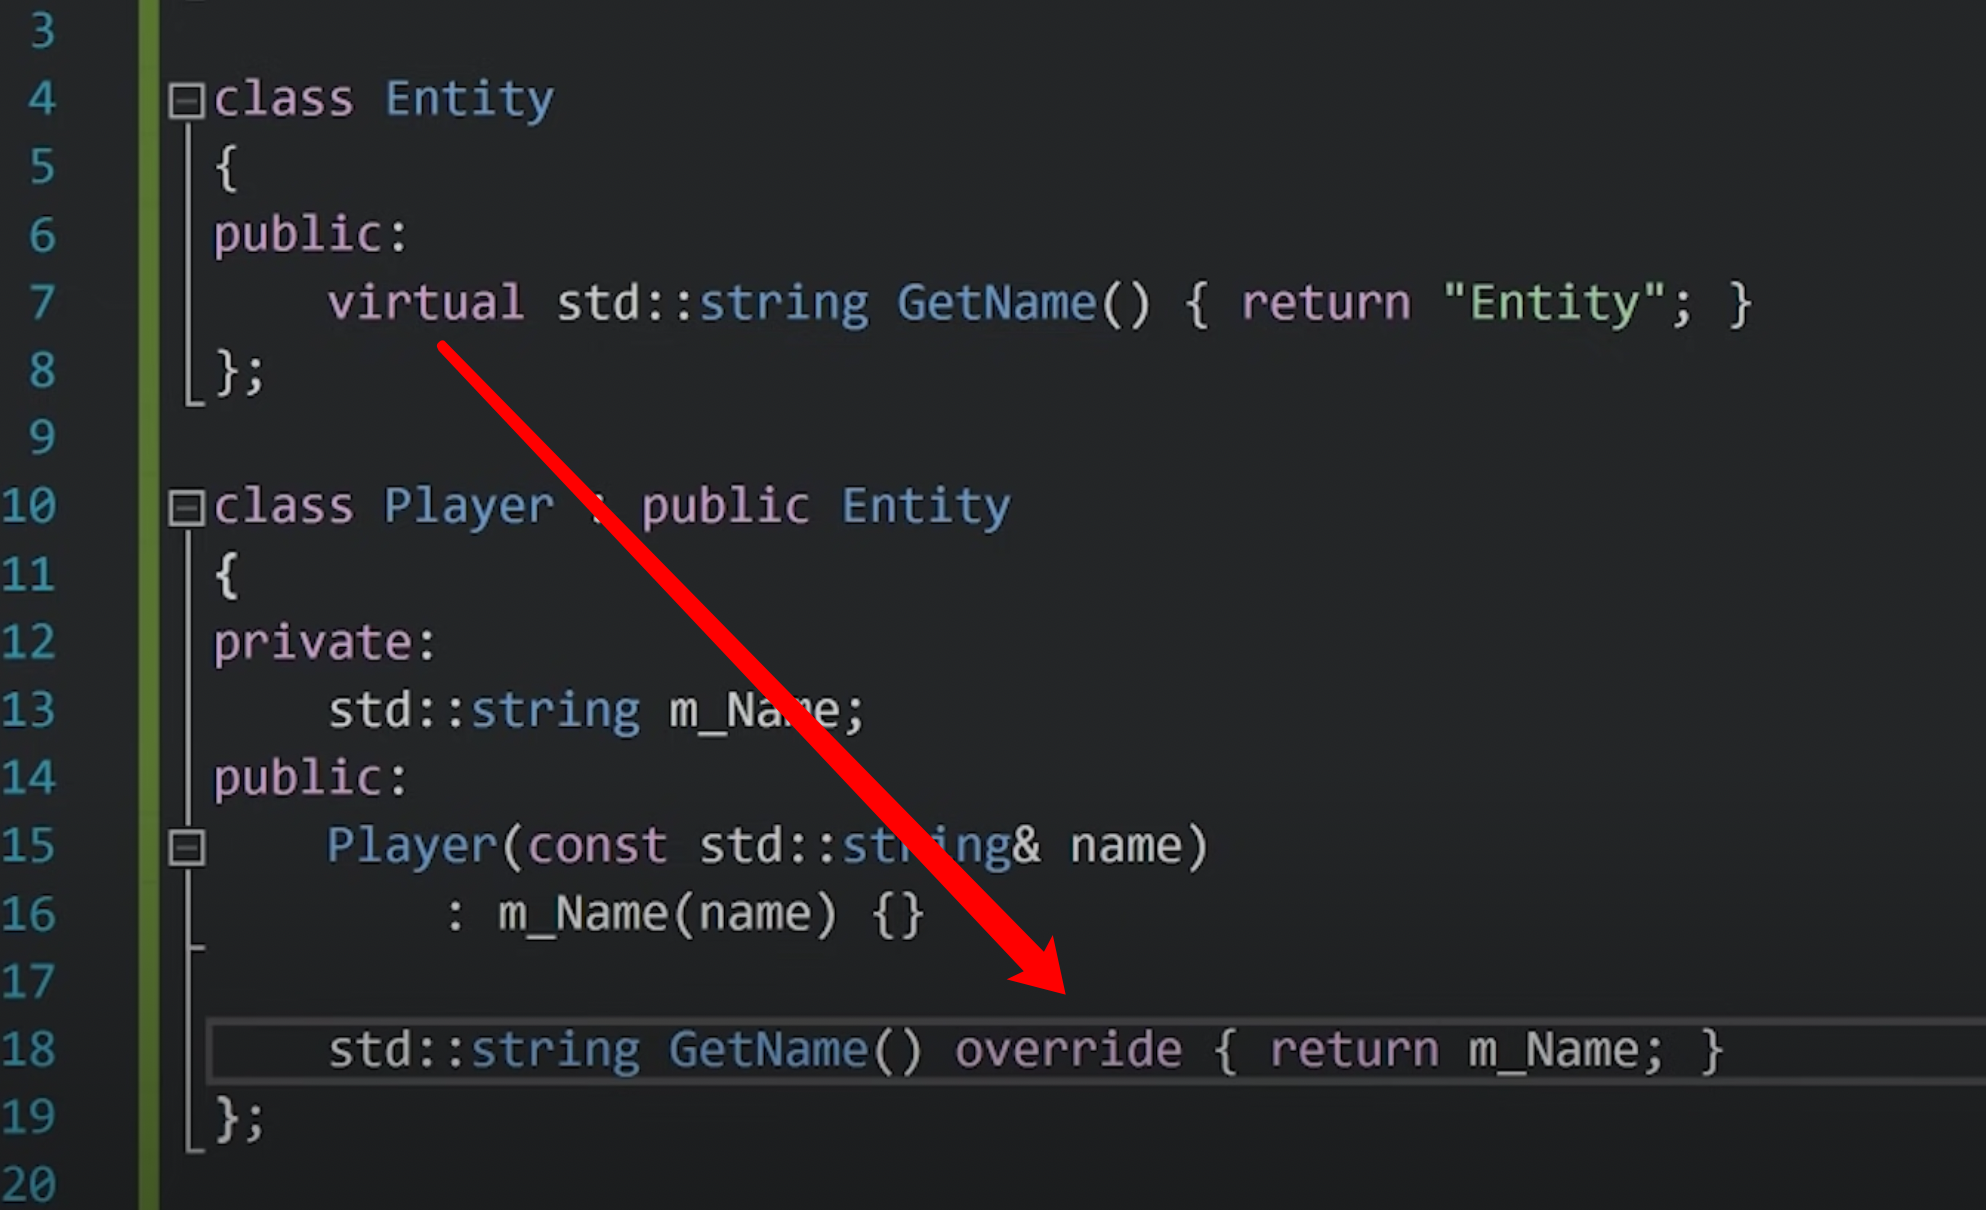 3
4 class Entity
5 {
6 public:
7 virtual std::string GetName() { return "Entity"; }
8 };
9
10 class Player : public Entity
11 {
12 private:
13 std::string m_Name;
14 public:
15 Player(const std::string& name)
16 : m_Name(name) {}
17
18 std::string GetName() override { return m_Name; }
19 };
20